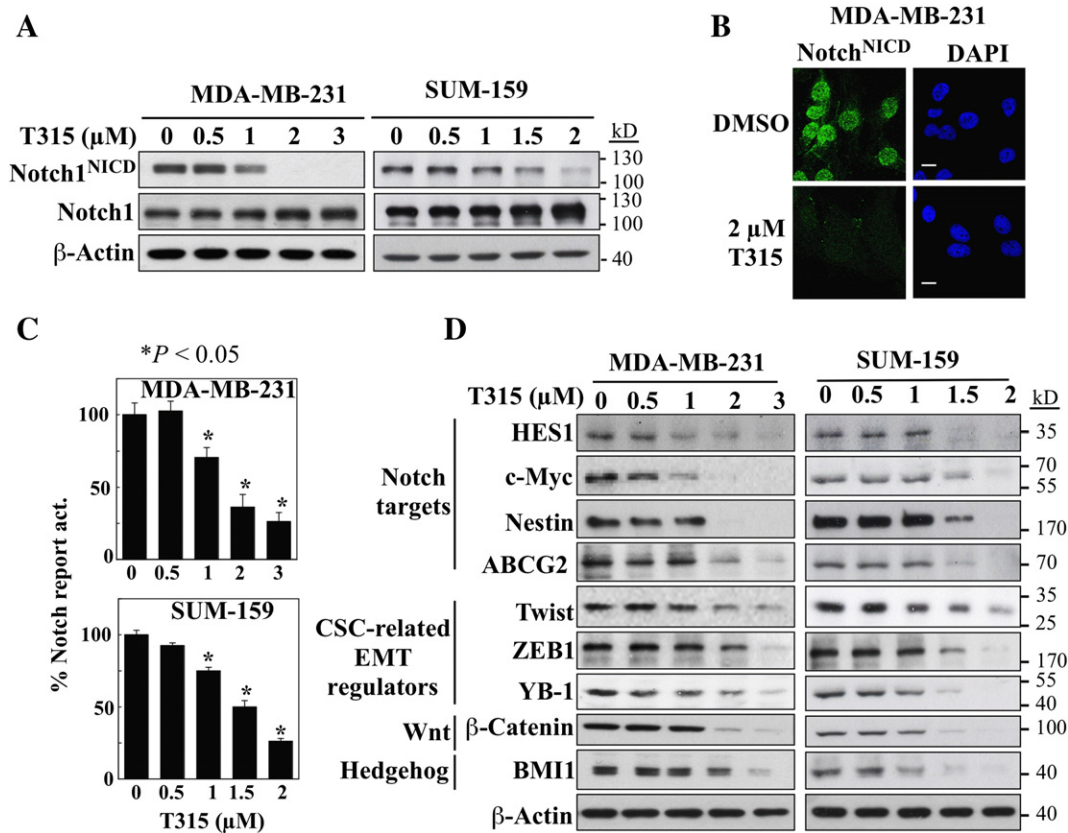 A
MDA-MB-231 SUM-159
T315 (µM) 0 0.5 1 2 3 0 0.5 1 1.5 2 kD
Notch1NICD 130
100
Notch1 130
100
β-Actin 40
B
MDA-MB-231
NotchNICD DAPI
DMSO
2 µM
T315
C
*P < 0.05
MDA-MB-231
100
50
0
* * *
0 0.5 1 2 3
SUM-159
100
50
0
* * *
0 0.5 1 1.5 2
T315 (µM)
% Notch report act.
D
MDA-MB-231 SUM-159
T315 (µM) 0 0.5 1 2 3 0 0.5 1 1.5 2 kD
Notch
targets
HES1 35
c-Myc 70
55
Nestin 170
ABCG2 70
CSC-related
EMT
regulators
Twist 35
25
ZEB1 170
YB-1 55
40
Wnt β-Catenin 100
Hedgehog BMI1 40
β-Actin 40